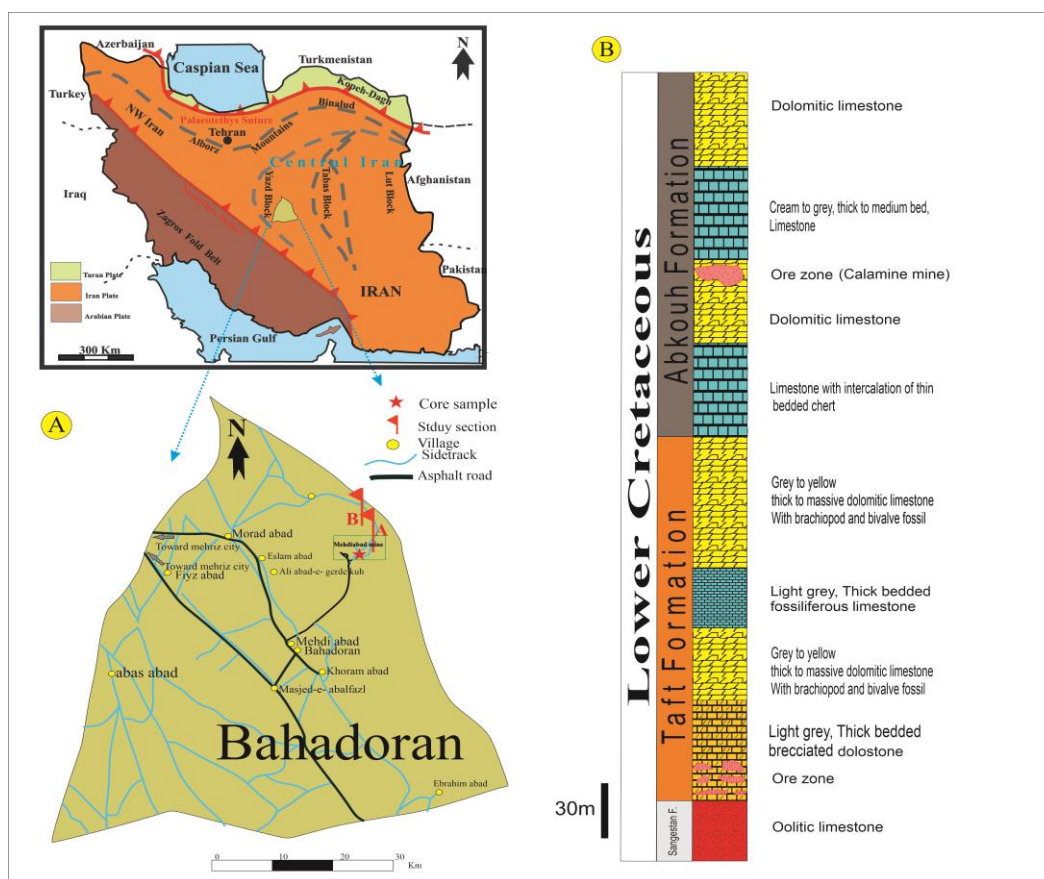 Azerbaijan
N
Caspian Sea
Turkmenistan
Kopeh-Dagh
Turkey
NW Iran
Palaeotethys Suture
Binalud
Tehran
Alborz
Mountains
Central Iran
Iraq
Yazd Block
Tabas Block
Lut Block
Afghanistan
Zagros Fold Belt
Pakistan
Turan Plate
Iran Plate
Arabian Plate
IRAN
300 Km
Persian Gulf
A
N
Core sample
Stduy section
Village
Sidetrack
Asphalt road
B
A
Morad abad
Mehdiabad mine
Toward mehriz city
Eslam abad
Toward mehriz city
Fiyz abad
Ali abad-e- gerde kuh
Mehdi abad
Bahadoran
abas abad
Khoram abad
Masjed-e- abalfazl
Bahadoran
Ebrahim abad
0
10
20
30
Km
B
Lower Cretaceous
Abkouh Formation
Taft Formation
Sangestan F.
30m
Dolomitic limestone
Cream to grey, thick to medium bed,
Limestone
Ore zone (Calamine mine)
Dolomitic limestone
Limestone with intercalation of thin
bedded chert
Grey to yellow
thick to massive dolomitic limestone
With brachiopod and bivalve fossil
Light grey, Thick bedded
fossiliferous limestone
Grey to yellow
thick to massive dolomitic limestone
With brachiopod and bivalve fossil
Light grey, Thick bedded
brecciated dolostone
Ore zone
Oolitic limestone